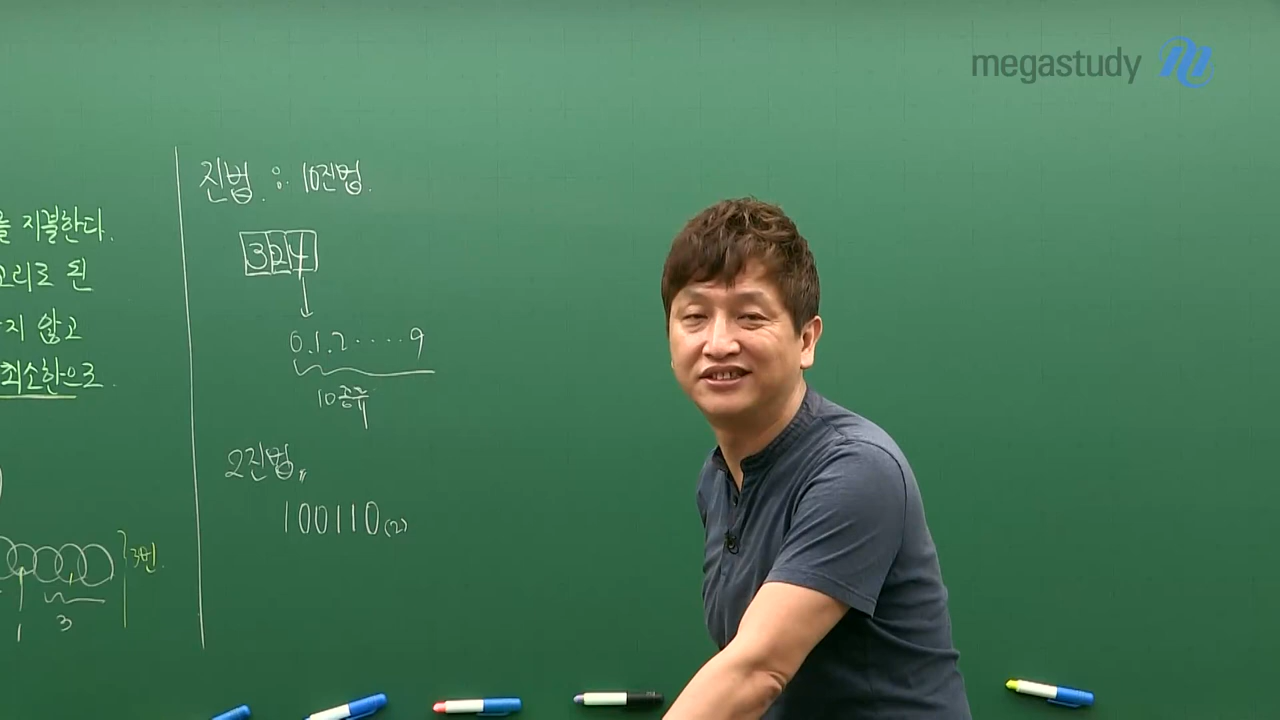 megastudy
을 지불한다.
고리로 된
지 않고
최소한으로.
3번.
1
3
진법 : 10진법.
324
0.1.2.....9
10종류
2진법
100110(2)